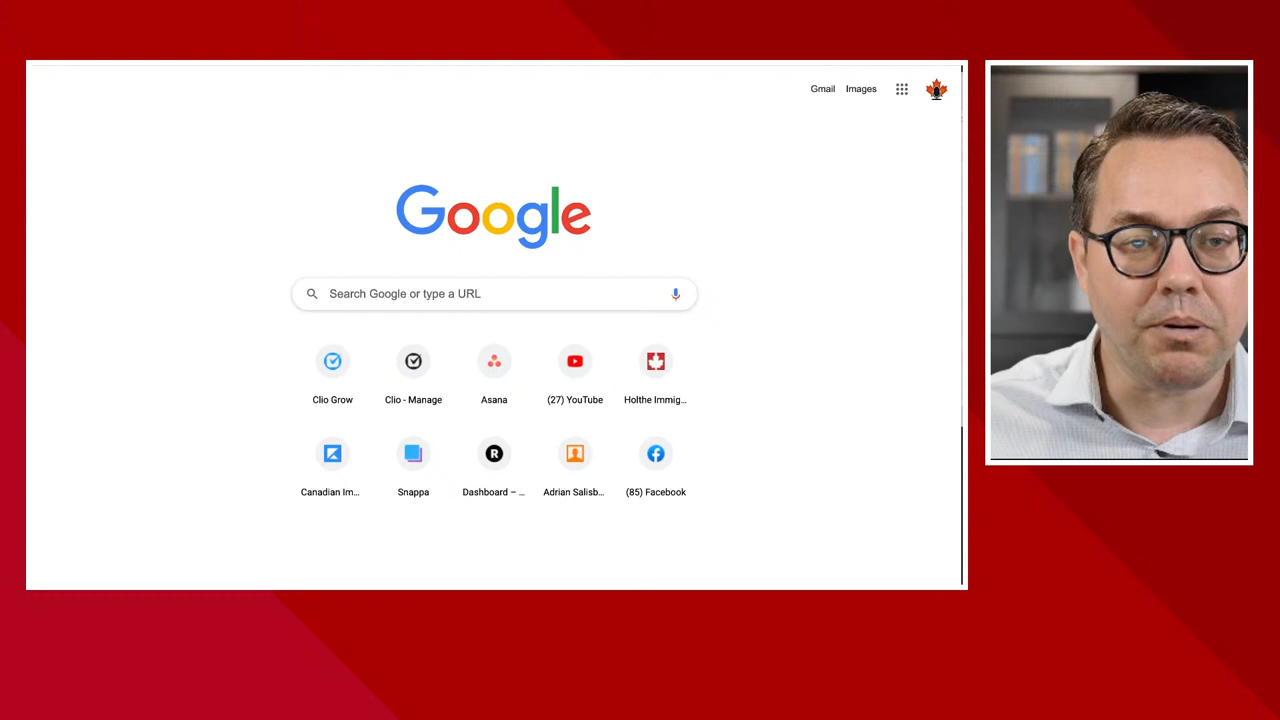 Gmail Images
Google
Search Google or type a URL
Clio Grow Clio - Manage Asana (27) YouTube Holthe Immig...
R
Canadian Im... Snappa Dashboard – ... Adrian Salisb... (85) Facebook